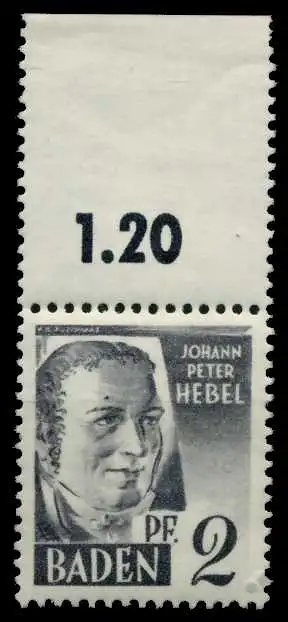 1.20
JOHANN
PETER
HEBEL
PF. 2
BADEN